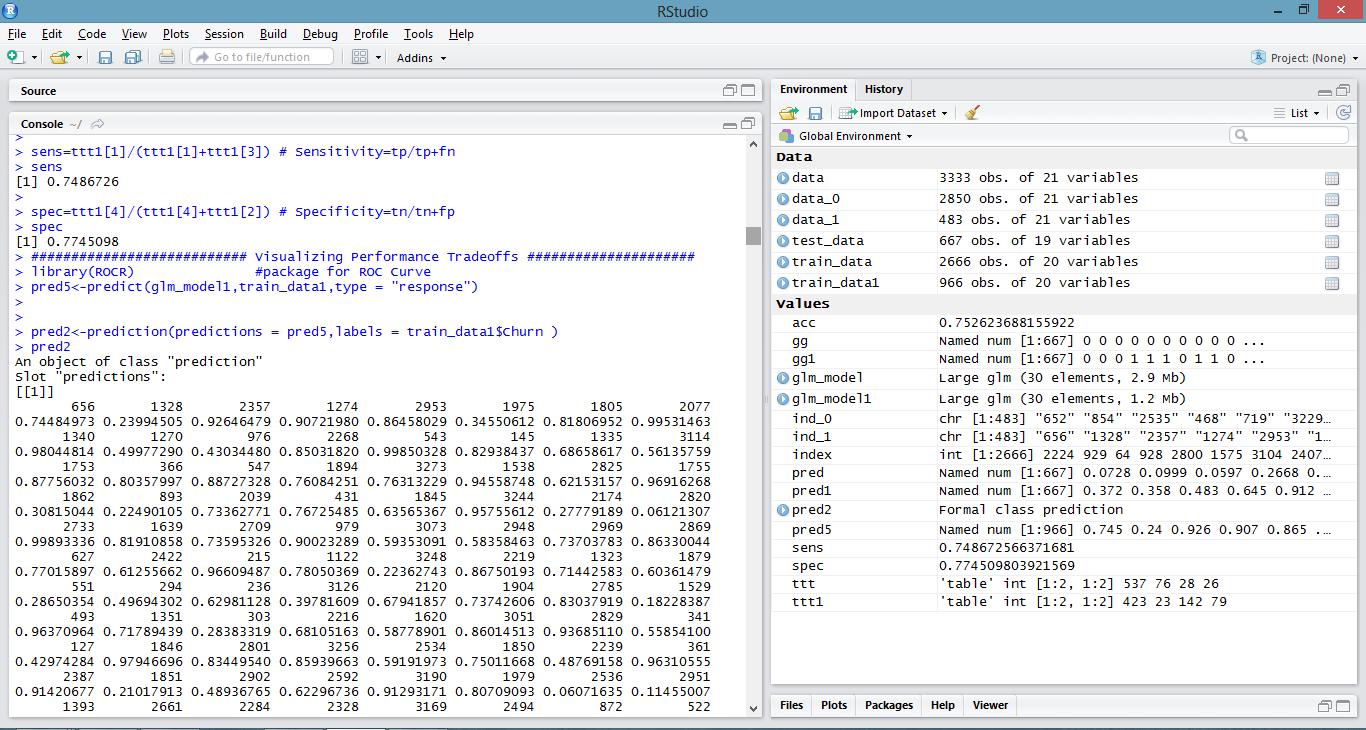 RStudio
File Edit Code View Plots Session Build Debug Profile Tools Help
Go to file/function Addins Project: (None)
Source
Console ~/
>
> sens=ttt1[1]/(ttt1[1]+ttt1[3]) # Sensitivity=tp/tp+fn
> sens
[1] 0.7486726
>
> spec=ttt1[4]/(ttt1[4]+ttt1[2]) # Specificity=tn/tn+fp
> spec
[1] 0.7745098
> ########################### Visualizing Performance Tradeoffs #####################
> library(ROCR) #package for ROC Curve
> pred5<-predict(glm_model1,train_data1,type = "response")
>
>
> pred2<-prediction(predictions = pred5,labels = train_data1$Churn )
> pred2
An object of class "prediction"
Slot "predictions":
[[1]]
656 1328 2357 1274 2953 1975 1805 2077
0.74484973 0.23994505 0.92646479 0.90721980 0.86458029 0.34550612 0.81806952 0.99531463
1340 1270 976 2268 543 145 1335 3114
0.98044814 0.49977290 0.43034480 0.85031820 0.99850328 0.82938437 0.68658617 0.56135759
1753 366 547 1894 3273 1538 2825 1755
0.87756032 0.80357997 0.88727328 0.76084251 0.76313229 0.94558748 0.62153157 0.96916268
1862 893 2039 431 1845 3244 2174 2820
0.30815044 0.22490105 0.73362771 0.76725485 0.63565367 0.95755612 0.27779189 0.06121307
2733 1639 2709 979 3073 2948 2969 2869
0.99893336 0.81910858 0.73595326 0.90023289 0.59353091 0.58358463 0.73703783 0.86330044
627 2422 215 1122 3248 2219 1323 1879
0.77015897 0.61255662 0.96609487 0.78050369 0.22362743 0.86750193 0.71442583 0.60361479
551 294 236 3126 2120 1904 2785 1529
0.28650354 0.49694302 0.62981128 0.39781609 0.67941857 0.73742606 0.83037919 0.18228387
493 1351 303 2216 1620 3051 2829 341
0.96370964 0.71789439 0.28383319 0.68105163 0.58778901 0.86014513 0.93685110 0.55854100
127 1846 2801 3256 2534 1850 2239 361
0.42974284 0.97946696 0.83449540 0.85939663 0.59191973 0.75011668 0.48769158 0.96310555
2387 1851 2902 2592 3190 1979 2536 2951
0.91420677 0.21017913 0.48936765 0.62296736 0.91293171 0.80709093 0.06071635 0.11455007
1393 2661 2284 2328 3169 2494 872 522
Environment History
Import Dataset List
Global Environment
Data
data 3333 obs. of 21 variables
data_0 2850 obs. of 21 variables
data_1 483 obs. of 21 variables
test_data 667 obs. of 19 variables
train_data 2666 obs. of 20 variables
train_data1 966 obs. of 20 variables
Values
acc 0.752623688155922
gg Named num [1:667] 0 0 0 0 0 0 0 0 0 0 ...
gg1 Named num [1:667] 0 0 0 1 1 1 0 1 1 0 ...
glm_model Large glm (30 elements, 2.9 Mb)
glm_model1 Large glm (30 elements, 1.2 Mb)
ind_0 chr [1:483] "652" "854" "2535" "468" "719" "3229…
ind_1 chr [1:483] "656" "1328" "2357" "1274" "2953" "1…
index int [1:2666] 2224 929 64 928 2800 1575 3104 2407…
pred Named num [1:667] 0.0728 0.0999 0.0597 0.2668 0.…
pred1 Named num [1:667] 0.372 0.358 0.483 0.645 0.912 …
pred2 Formal class prediction
pred5 Named num [1:966] 0.745 0.24 0.926 0.907 0.865 .…
sens 0.748672566371681
spec 0.774509803921569
ttt 'table' int [1:2, 1:2] 537 76 28 26
ttt1 'table' int [1:2, 1:2] 423 23 142 79
Files Plots Packages Help Viewer